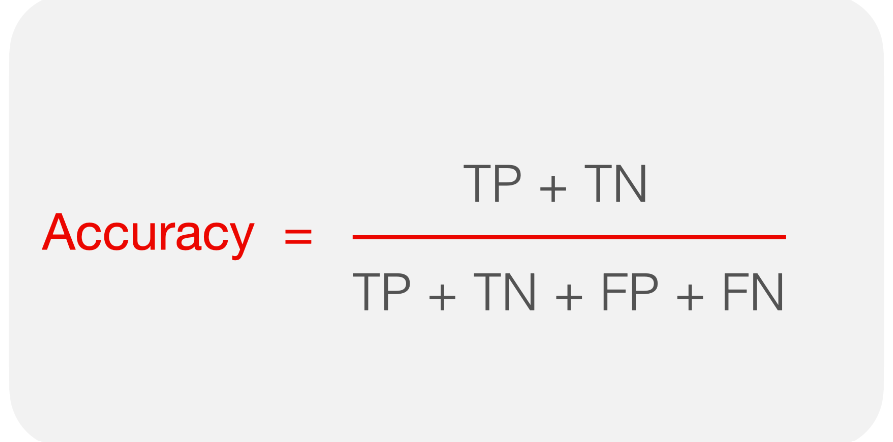 TP + TN
Accuracy =
TP + TN + FP + FN